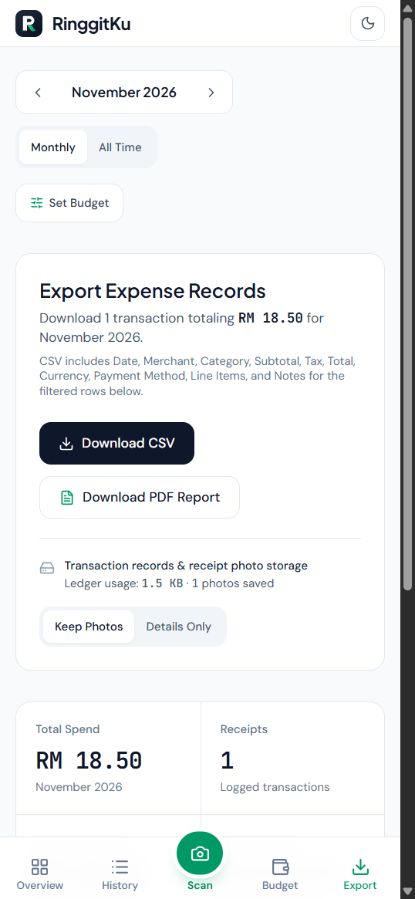 RinggitKu
November 2026
Monthly All Time
Set Budget
Export Expense Records
Download 1 transaction totaling RM 18.50 for
November 2026.
CSV includes Date, Merchant, Category, Subtotal, Tax, Total,
Currency, Payment Method, Line Items, and Notes for the
filtered rows below.
Download CSV
Download PDF Report
Transaction records & receipt photo storage
Ledger usage: 1.5 KB · 1 photos saved
Keep Photos Details Only
Total Spend Receipts
RM 18.50 1
November 2026 Logged transactions
Overview History Scan Budget Export